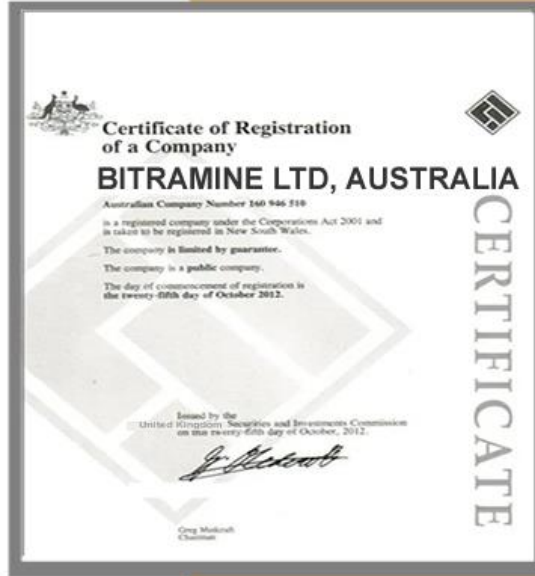 Certificate of Registration
of a Company
BITRAMINE LTD, AUSTRALIA
Australian Company Number 160 946 510
is a registered company under the Corporations Act 2001 and
is taken to be registered in New South Wales.
The company is limited by guarantee.
The company is a public company.
The day of commencement of registration is
the twenty-fifth day of October 2012.
Issued by the
United Kingdom Securities and Investments Commission
on this twenty-fifth day of October, 2012.
Greg
Chairman
CERTIFICATE